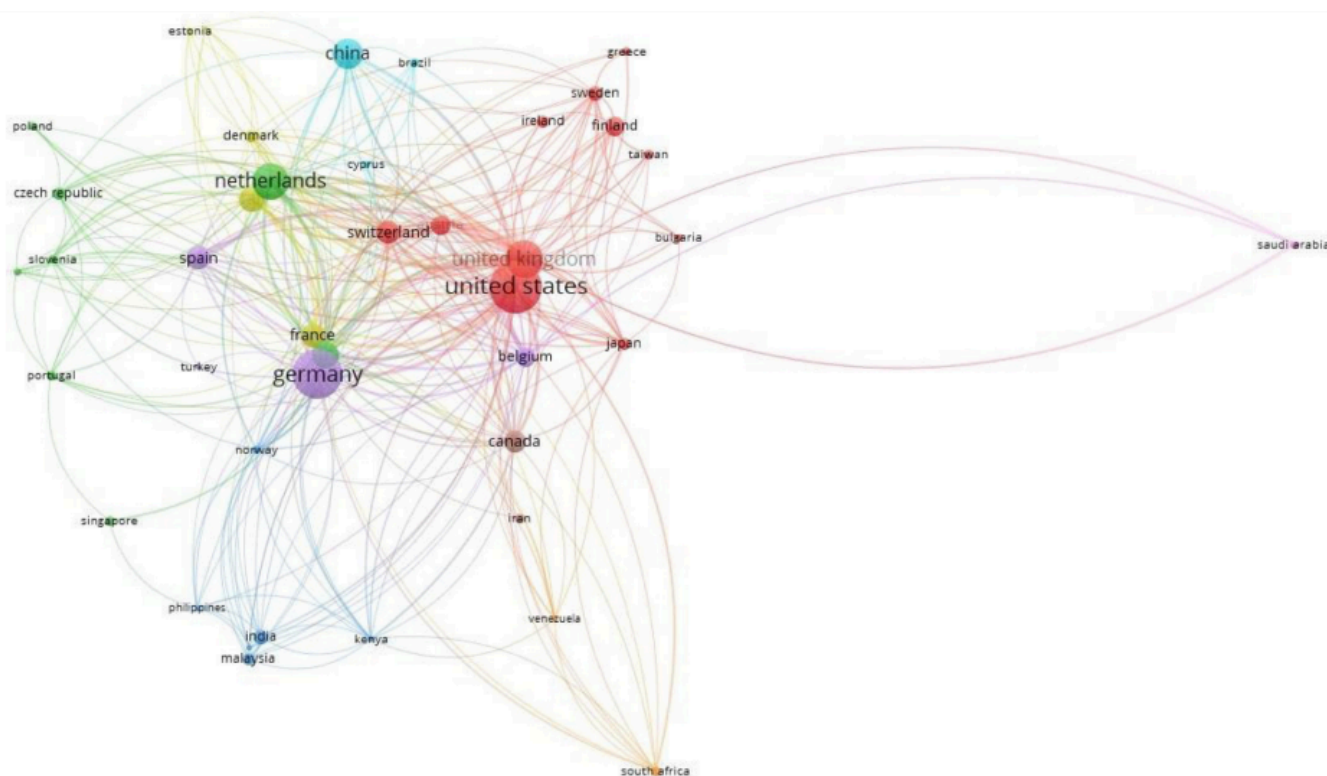 estonia
china
brazil
greece
sweden
ireland
finland
poland
denmark
taiwan
cyprus
netherlands
czech republic
switzerland
bulgaria
saudi arabia
slovenia
spain
united kingdom
united states
france
japan
belgium
turkey
portugal
germany
canada
norway
iran
singapore
philippines
venezuela
india
kenya
malaysia
south africa